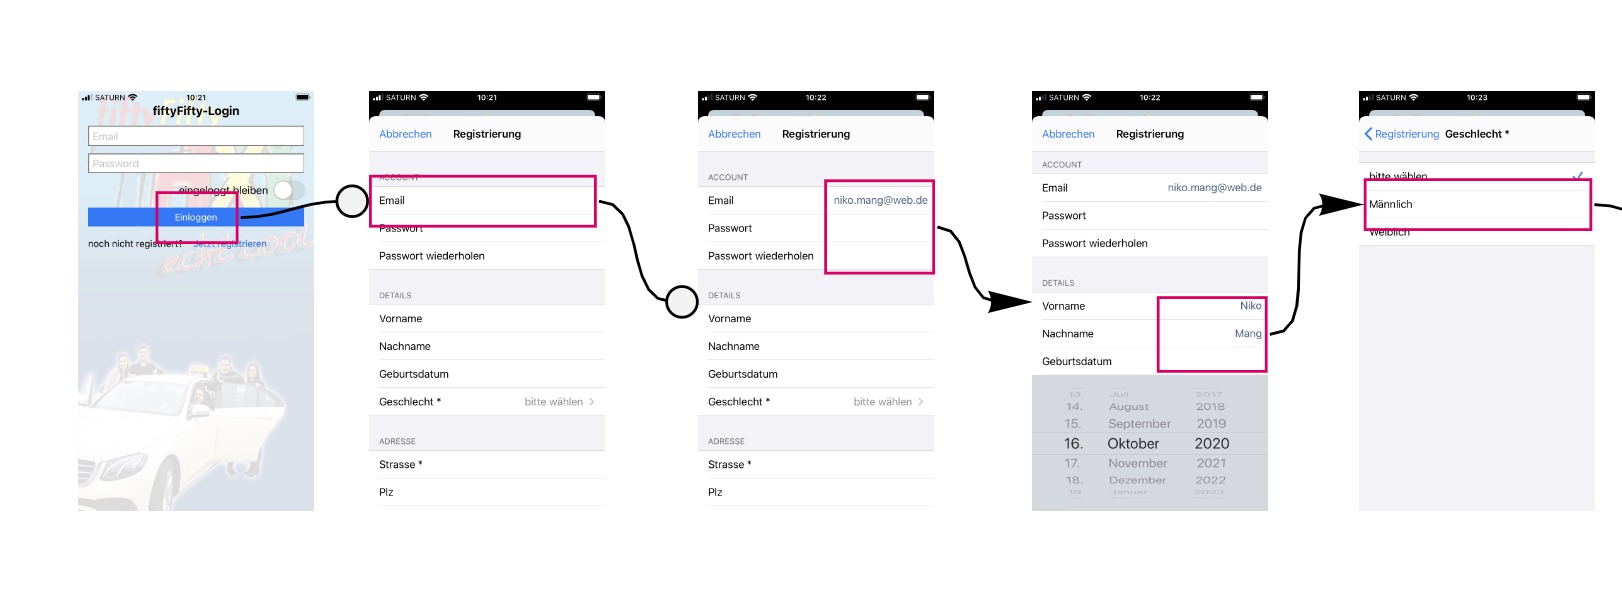 SATURN 10:21
fiftyFifty-Login
Email
Password
eingeloggt bleiben
Einloggen
noch nicht registriert? Jetzt registrieren
echt cool
SATURN 10:21
Abbrechen Registrierung
ACCOUNT
Email
Passwort
Passwort wiederholen
DETAILS
Vorname
Nachname
Geburtsdatum
Geschlecht * bitte wählen
ADRESSE
Strasse *
Plz
SATURN 10:22
Abbrechen Registrierung
ACCOUNT
Email niko.mang@web.de
Passwort
Passwort wiederholen
DETAILS
Vorname
Nachname
Geburtsdatum
Geschlecht * bitte wählen
ADRESSE
Strasse *
Plz
SATURN 10:22
Abbrechen Registrierung
ACCOUNT
Email niko.mang@web.de
Passwort
Passwort wiederholen
DETAILS
Vorname Niko
Nachname Mang
Geburtsdatum
13. Juli 2017
14. August 2018
15. September 2019
16. Oktober 2020
17. November 2021
18. Dezember 2022
19. Januar 2023
SATURN 10:23
Registrierung Geschlecht *
bitte wählen
Männlich
Weiblich